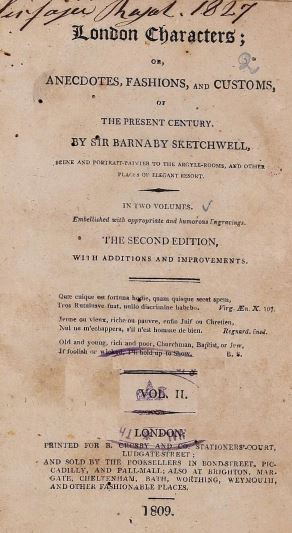 1827
London Characters;
OR,
ANECDOTES, FASHIONS, AND CUSTOMS,
OF
THE PRESENT CENTURY.
BY SIR BARNABY SKETCHWELL,
SCENE AND PORTRAIT-PAINTER TO THE ARGYLE-ROOMS, AND OTHER
PLACES OF ELEGANT RESORT.
IN TWO VOLUMES.
Embellished with appropriate and humorous Engravings.
THE SECOND EDITION,
WITH ADDITIONS AND IMPROVEMENTS.
Quæ cuique est fortuna hodie, quam quisque secat spem,
Tros Rutulusve fuat, nullo discrimine habebo. Virg. Æn. X. 107.
Jeune ou vieux, riche ou pauvre, enfin Juif ou Chretien,
Nul ne m'echappera, s'il n'est homme de bien. Regnard. ined.
Old and young, rich and poor, Churchman, Baptist, or Jew,
If foolish or wicked, I'll hold up to Show. B. S.
VOL. II.
LONDON:
PRINTED FOR B. CROSBY AND CO. STATIONERS'-COURT,
LUDGATE-STREET;
AND SOLD BY THE BOOKSELLERS IN BOND-STREET, PIC-
CADILLY, AND PALL-MALL; ALSO AT BRIGHTON, MAR-
GATE, CHELTENHAM, BATH, WORTHING, WEYMOUTH,
AND OTHER FASHIONABLE PLACES.
1809.